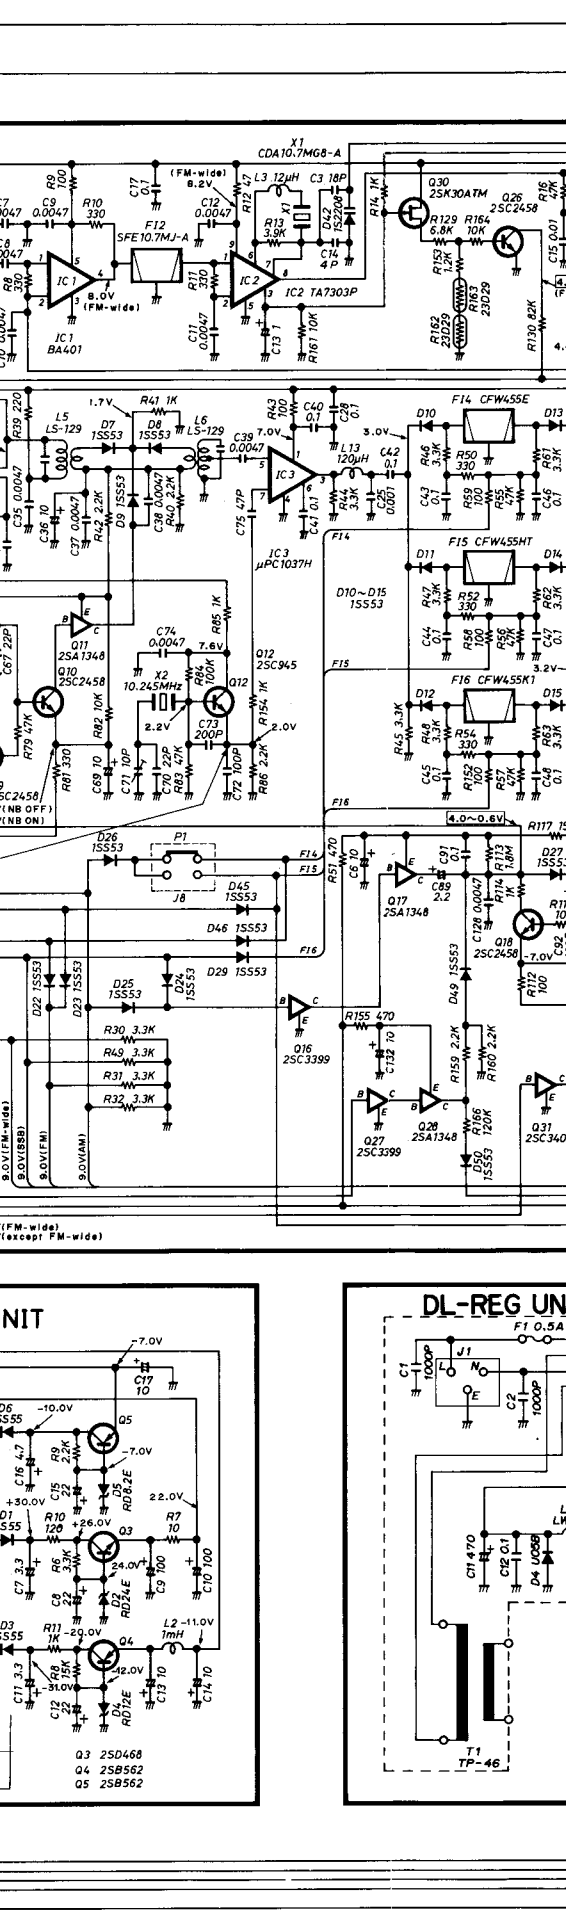 X1
CDA10.7MG8-A
R9 100
C17 0.1
(FM-wide)
8.2V
R12 47
L3 12μH
C3 18P
R14 1K
Q30
2SK30ATM
Q26
2SC2458
R16 47K
C9
0.0047
R10
330
FI2
SFE10.7MJ-A
C12
0.0047
R13
3.9K
X1
D42
1S2208
C14
4P
R129
6.8K
R164
10K
R153
1.2K
R163
23D29
R162
23D29
R130 82K
C15 0.01
R8 330
IC1
8.0V
(FM-wide)
R11 330
IC2
IC2 TA7303P
IC1
BA401
C11 0.0047
C13 1
R161 10K
R39 220
L5
LS-129
1.7V
D7
1SS53
D8
1SS53
R41 1K
L6
LS-129
C39
0.0047
R43 100
C40
0.1
C28
0.1
7.0V
IC3
L13
120μH
3.0V
C42
0.1
D10
FI4 CFW455E
D13
R46 3.3K
R50
330
R61 3.3K
C35 0.0047
C36 10
C37 0.0047
R42 2.2K
D9 1SS53
C38 0.0047
R40 2.2K
C75 47P
C41 0.1
R44 3.3K
C25 0.001
C43 0.1
R59 100
R55 47K
C46 0.1
FI4
IC3
μPC1037H
D10~D15
1SS53
D11
FI5 CFW455HT
D14
R47 3.3K
R52
330
R62 3.3K
C44 0.1
R58 100
R56 47K
C47 0.1
3.2V
Q11
2SA1348
Q10
2SC2458
C74
0.0047
7.6V
R85 1K
Q12
2SC945
FI5
C67 22P
R79 47K
R82 10K
X2
10.245MHz
R84 100K
Q12
R154 1K
2.2V
C73
200P
2.0V
D12
FI6 CFW455K1
D15
R45 3.3K
R48 3.3K
R54
330
R63 3.3K
R81 330
C69 10
C71 10P
C70 22P
R83 47K
C72 100P
R86 2.2K
C45 0.1
R152 100
R57 47K
C48 0.1
(NB OFF)
(NB ON)
FI6
4.0~0.6V
D26
1SS53
P1
J8
FI4
FI5
R51 470
C6 10
Q17
2SA1348
C91 0.1
C89
2.2
R113 1.8M
R114 1K
C128 0.0047
R117
D27
1SS53
Q18
2SC2458
-7.0V
R112 100
D45
1SS53
D46 1SS53
D29 1SS53
FI6
D22 1SS53
D23 1SS53
D25
1SS53
D24
1SS53
D49 1SS53
Q16
2SC3399
R155 470
C132 10
R159 2.2K
R160 2.2K
R30 3.3K
R49 3.3K
R31 3.3K
R32 3.3K
Q27
2SC3399
Q28
2SA1348
R166 120K
D50 1SS53
Q31
9.0V(FM-wide)
9.0V(SSB)
9.0V(FM)
9.0V(AM)
(FM-wide)
(except FM-wide)
NIT
-7.0V
C17
10
-10.0V
Q5
C16 4.7
R9 2.2K
-7.0V
C15 22
D5
RD8.2E
22.0V
+30.0V
R10
120
+26.0V
Q3
R7
10
C7 3.3
R6 3.3K
24.0V
C8 22
D2
RD24E
C9 100
C10 100
R11
1K
-20.0V
Q4
L2
1mH
-11.0V
C11 3.3
-31.0V
R8 15K
-12.0V
C12 22
D4
RD12E
C13 10
C14 10
Q3 2SD468
Q4 2SB562
Q5 2SB562
DL-REG UN
F1 0.5A
C1
1000P
J1
L
N
E
C2
1000P
C11 470
C12 0.1
D4 U05B
T1
TP-46